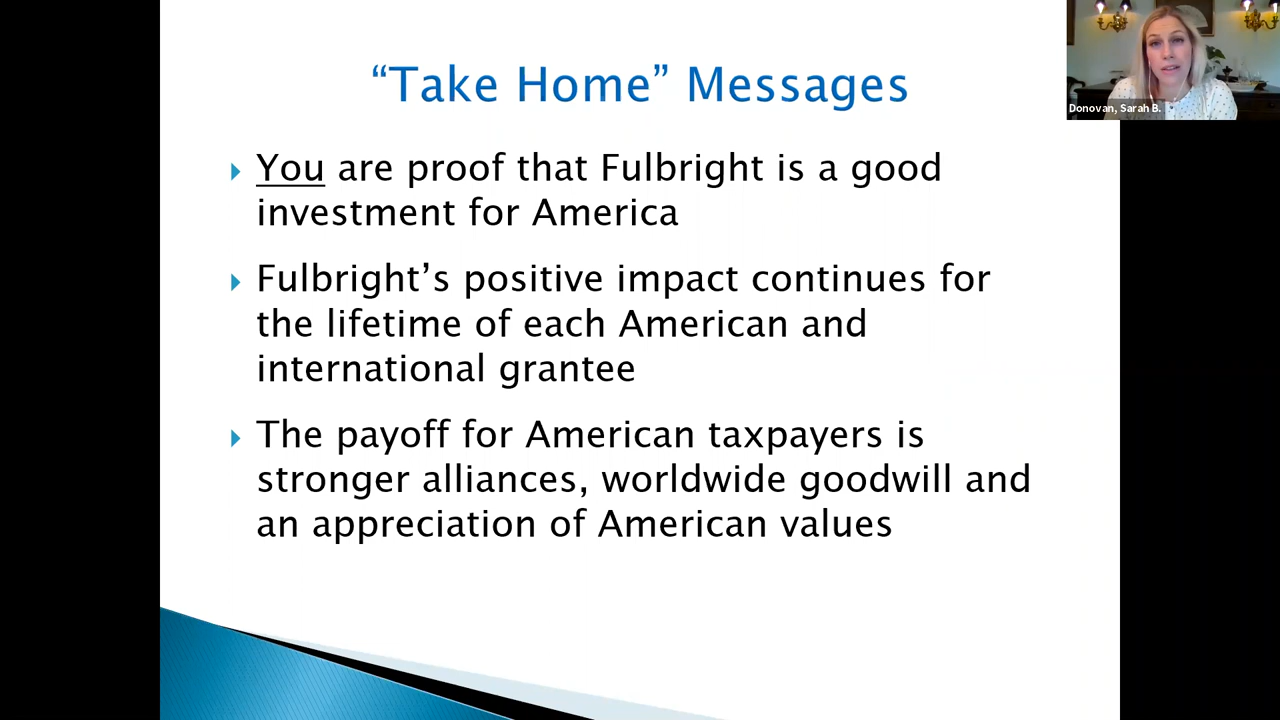 “Take Home” Messages
Donovan, Sarah B.
You are proof that Fulbright is a good
investment for America
Fulbright’s positive impact continues for
the lifetime of each American and
international grantee
The payoff for American taxpayers is
stronger alliances, worldwide goodwill and
an appreciation of American values